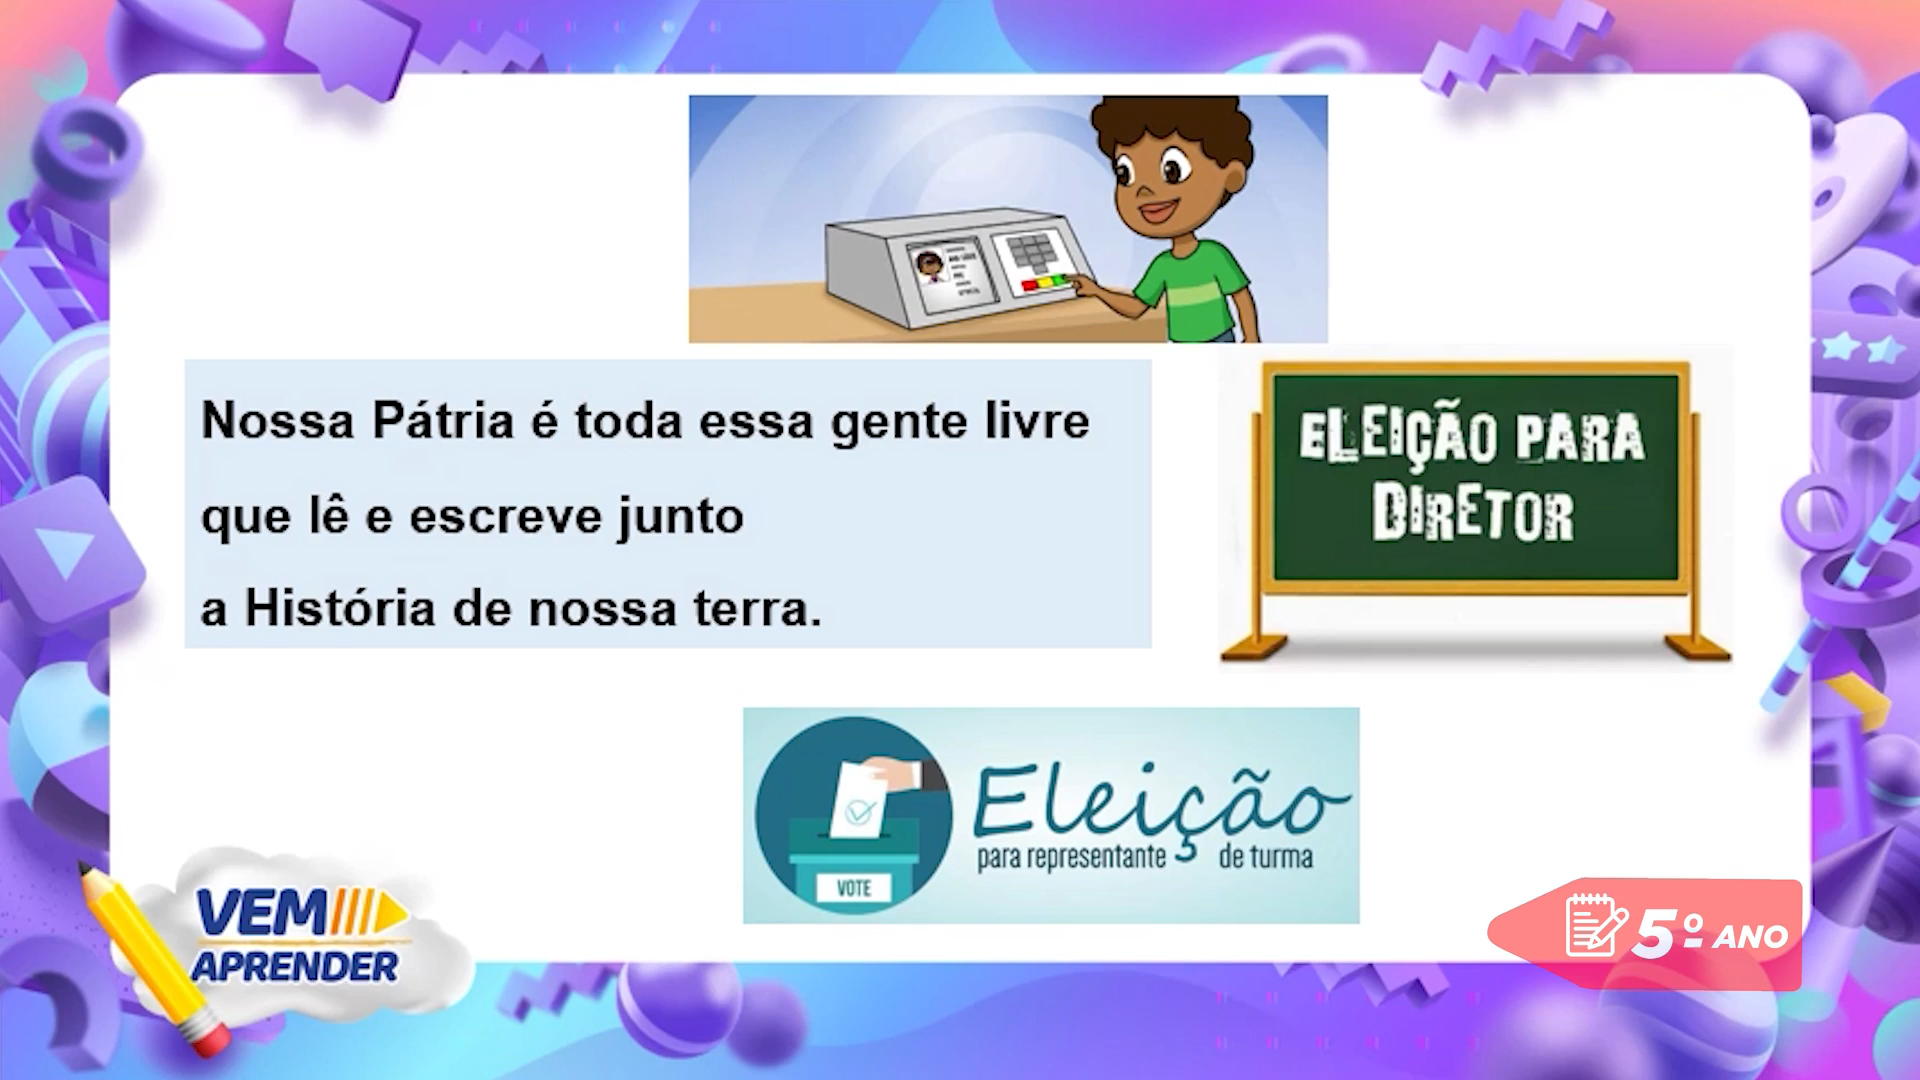 Nossa Pátria é toda essa gente livre
que lê e escreve junto
a História de nossa terra.
ELEIÇÃO PARA
DIRETOR
Eleição
para representante de turma
VOTE
VEM
APRENDER
5º ANO